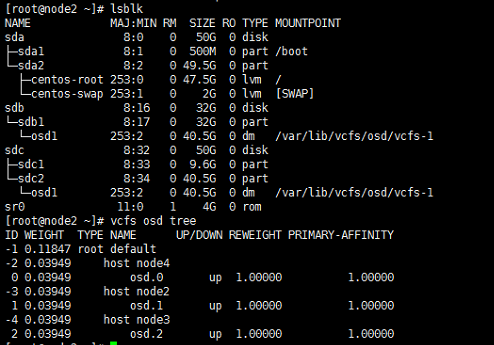 [root@node2 ~]# lsblk
NAME            MAJ:MIN RM  SIZE RO TYPE MOUNTPOINT
sda               8:0    0   50G  0 disk
├─sda1            8:1    0  500M  0 part /boot
└─sda2            8:2    0 49.5G  0 part
  ├─centos-root 253:0    0 47.5G  0 lvm  /
  └─centos-swap 253:1    0    2G  0 lvm  [SWAP]
sdb               8:16   0   32G  0 disk
└─sdb1            8:17   0   32G  0 part
  └─osd1        253:2    0 40.5G  0 dm   /var/lib/vcfs/osd/vcfs-1
sdc               8:32   0   50G  0 disk
├─sdc1            8:33   0  9.6G  0 part
└─sdc2            8:34   0 40.5G  0 part
  └─osd1        253:2    0 40.5G  0 dm   /var/lib/vcfs/osd/vcfs-1
sr0              11:0    1    4G  0 rom
[root@node2 ~]# vcfs osd tree
ID WEIGHT  TYPE NAME      UP/DOWN REWEIGHT PRIMARY-AFFINITY
-1 0.11847 root default
-2 0.03949     host node4
 0 0.03949         osd.0       up  1.00000          1.00000
-3 0.03949     host node2
 1 0.03949         osd.1       up  1.00000          1.00000
-4 0.03949     host node3
 2 0.03949         osd.2       up  1.00000          1.00000
[root@node2 ~]#